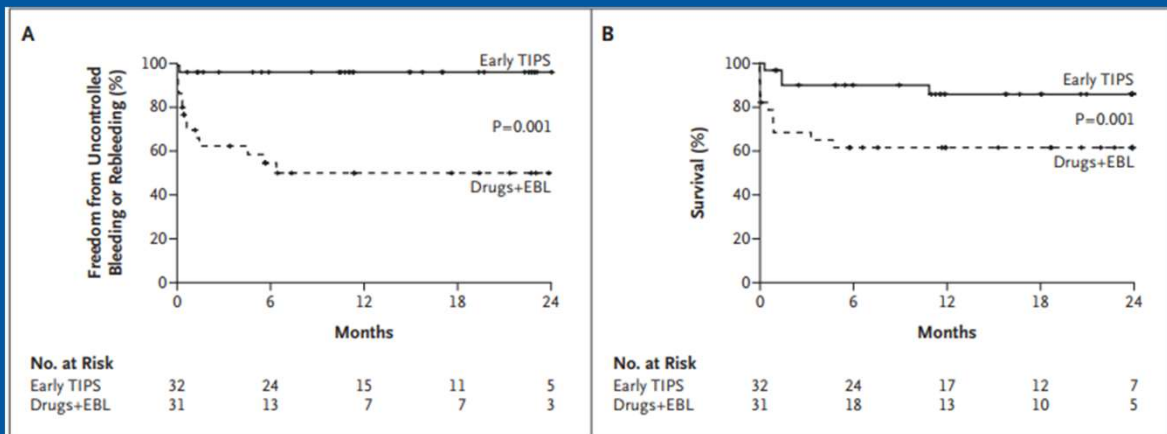 A
Freedom from Uncontrolled
Bleeding or Rebleeding (%)
100
80
60
40
20
0
Early TIPS
P=0.001
Drugs+EBL
0 6 12 18 24
Months
No. at Risk
Early TIPS 32 24 15 11 5
Drugs+EBL 31 13 7 7 3
B
Survival (%)
100
80
60
40
20
0
Early TIPS
P=0.001
Drugs+EBL
0 6 12 18 24
Months
No. at Risk
Early TIPS 32 24 17 12 7
Drugs+EBL 31 18 13 10 5